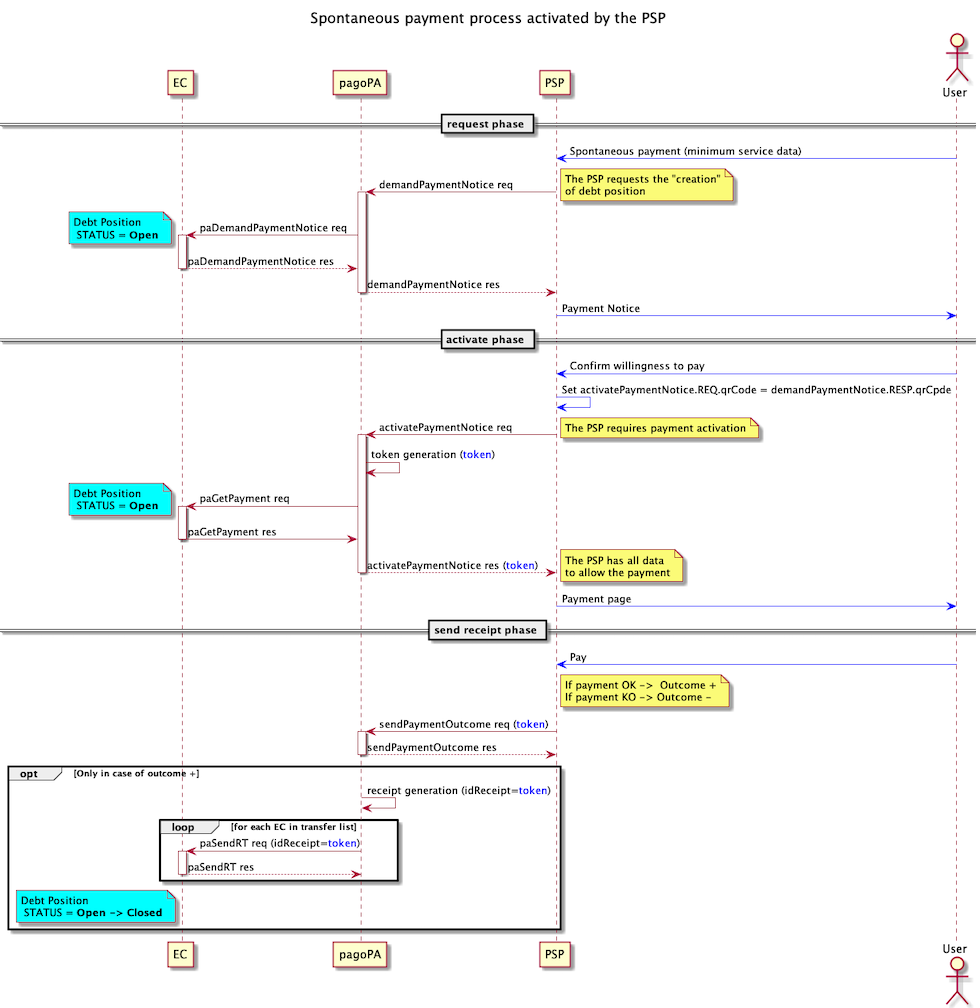 Spontaneous payment process activated by the PSP
User
EC
pagoPA
PSP
request phase
Spontaneous payment (minimum service data)
The PSP requests the "creation"
of debt position
demandPaymentNotice req
Debt Position
STATUS = Open
paDemandPaymentNotice req
paDemandPaymentNotice res
demandPaymentNotice res
Payment Notice
activate phase
Confirm willingness to pay
Set activatePaymentNotice.REQ.qrCode = demandPaymentNotice.RESP.qrCpde
activatePaymentNotice req
The PSP requires payment activation
token generation (token)
Debt Position
STATUS = Open
paGetPayment req
paGetPayment res
activatePaymentNotice res (token)
The PSP has all data
to allow the payment
Payment page
send receipt phase
Pay
If payment OK -> Outcome +
If payment KO -> Outcome -
sendPaymentOutcome req (token)
sendPaymentOutcome res
opt [Only in case of outcome +]
receipt generation (idReceipt=token)
loop [for each EC in transfer list]
paSendRT req (idReceipt=token)
paSendRT res
Debt Position
STATUS = Open -> Closed
EC
pagoPA
PSP
User